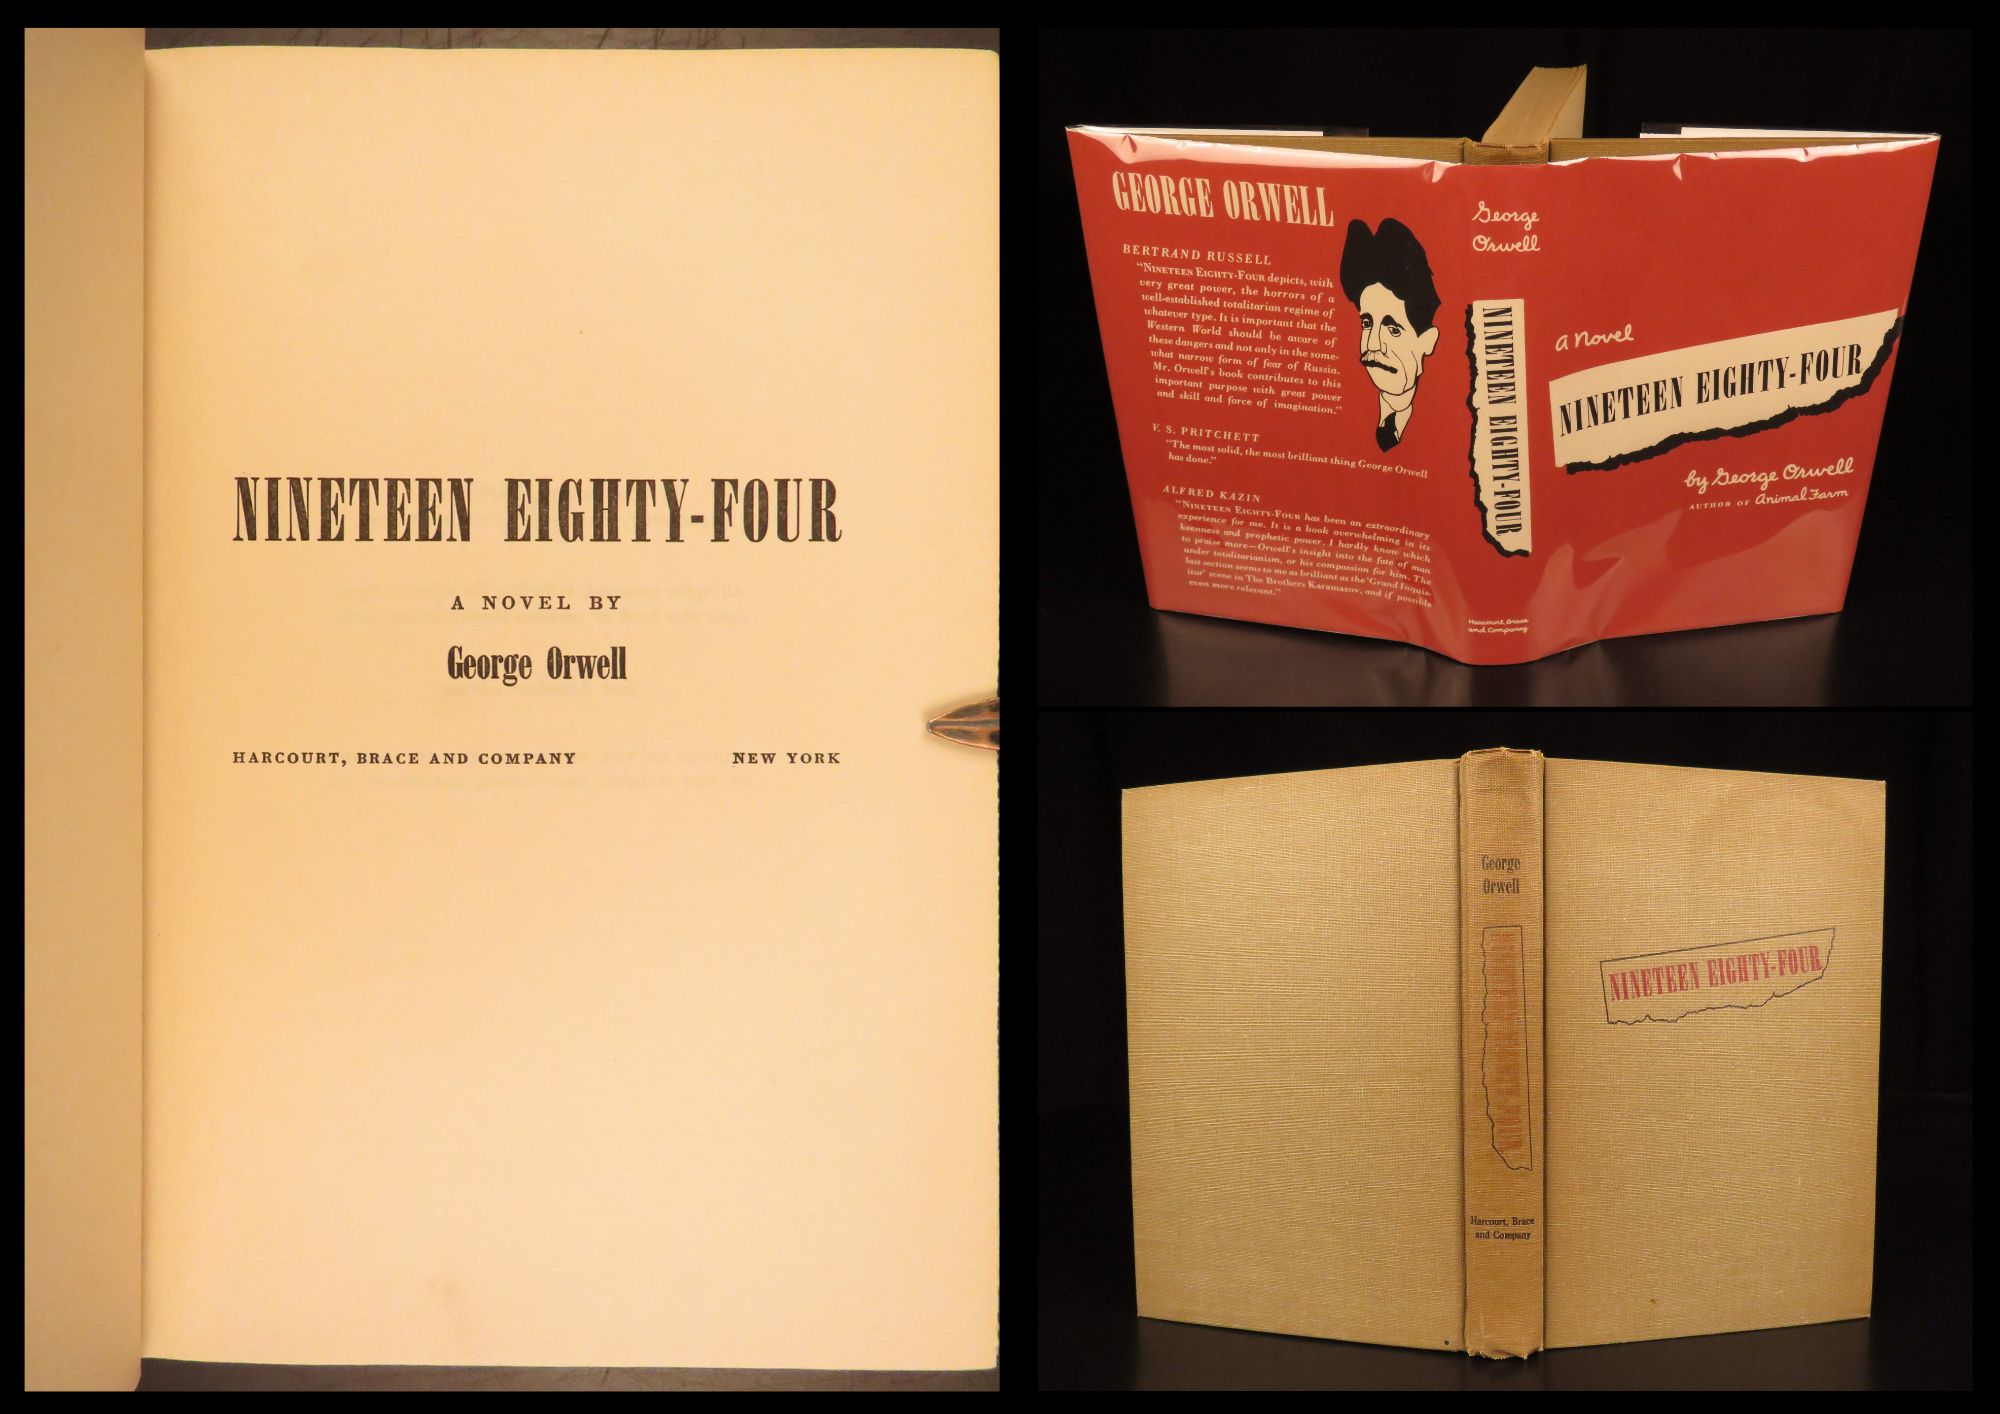 NINETEEN EIGHTY-FOUR
A NOVEL BY
George Orwell
HARCOURT, BRACE AND COMPANY NEW YORK
GEORGE ORWELL
BERTRAND RUSSELL
"NINETEEN EIGHTY-FOUR depicts, with
very great power, the horrors of a
well-established totalitarian regime of
whatever type. It is important that the
Western World should be aware of
these dangers and not only in the some-
what narrow form of fear of Russia.
Mr. Orwell's book contributes to this
important purpose with great power
and skill and force of imagination."
V. S. PRITCHETT
"The most solid, the most brilliant thing George Orwell
has done."
ALFRED KAZIN
"NINETEEN EIGHTY-FOUR has been an extraordinary
experience for me. It is a book overwhelming in its
keenness and prophetic power. I hardly know which
to praise more—Orwell's insight into the fate of man
under totalitarianism, or his compassion for him. The
last section seems to me as brilliant as the 'Grand Inquis-
itor' scene in The Brothers Karamazov, and if possible
even more relevant."
George
Orwell
NINETEEN EIGHTY-FOUR
Harcourt, Brace
and Company
a Novel
NINETEEN EIGHTY-FOUR
by George Orwell
AUTHOR OF Animal Farm
George
Orwell
NINETEEN EIGHTY-FOUR
Harcourt, Brace
and Company
NINETEEN EIGHTY-FOUR